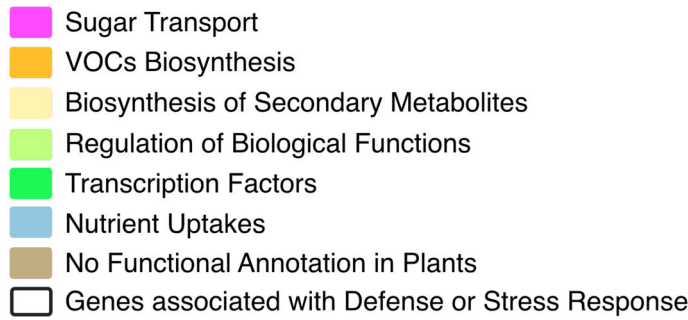 Sugar Transport
VOCs Biosynthesis
Biosynthesis of Secondary Metabolites
Regulation of Biological Functions
Transcription Factors
Nutrient Uptakes
No Functional Annotation in Plants
Genes associated with Defense or Stress Response